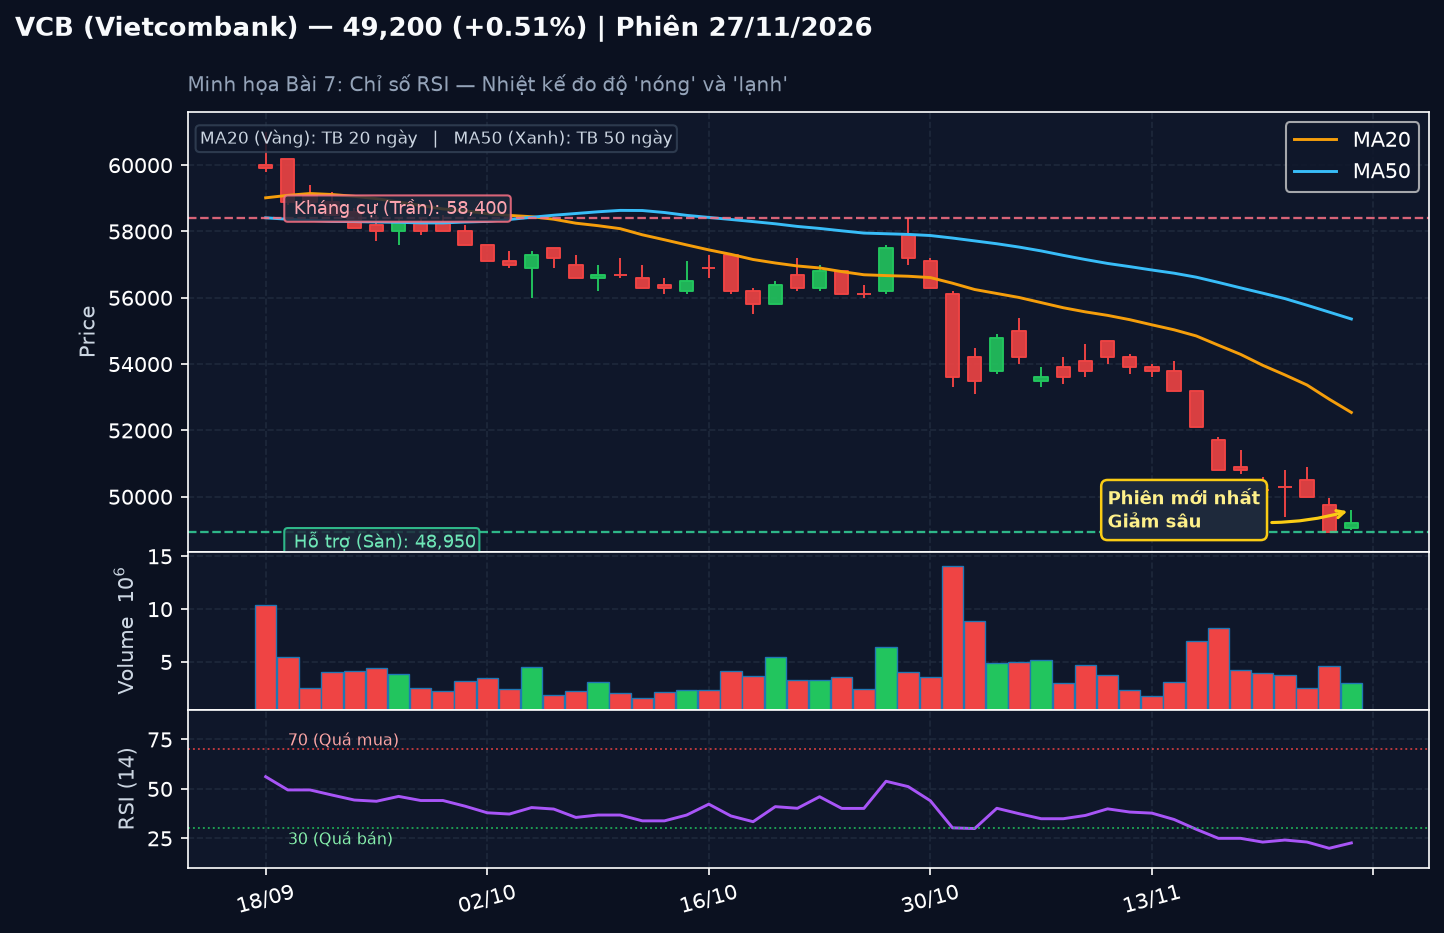 VCB (Vietcombank) — 49,200 (+0.51%) | Phiên 27/11/2026
Minh họa Bài 7: Chỉ số RSI — Nhiệt kế đo độ 'nóng' và 'lạnh'
MA20 (Vàng): TB 20 ngày | MA50 (Xanh): TB 50 ngày
MA20
MA50
Kháng cự (Trần): 58,400
Price
60000
58000
56000
54000
52000
50000
Phiên mới nhất
Giảm sâu
Hỗ trợ (Sàn): 48,950
Volume 10⁶
15
10
5
RSI (14)
75
50
25
70 (Quá mua)
30 (Quá bán)
18/09
02/10
16/10
30/10
13/11